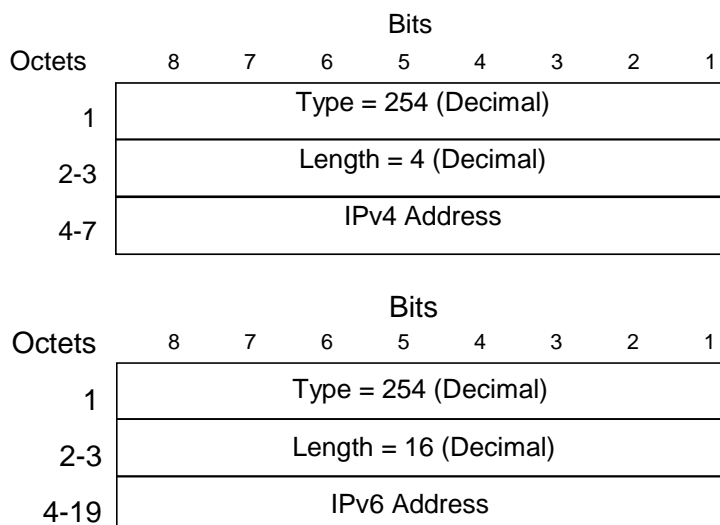 Bits
Octets 8 7 6 5 4 3 2 1
1 Type = 254 (Decimal)
2-3 Length = 4 (Decimal)
4-7 IPv4 Address
Bits
Octets 8 7 6 5 4 3 2 1
1 Type = 254 (Decimal)
2-3 Length = 16 (Decimal)
4-19 IPv6 Address